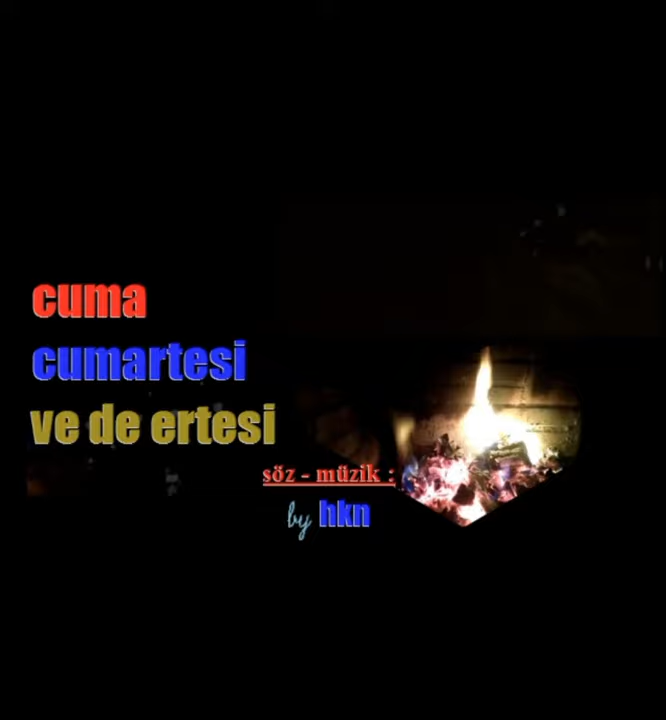 cuma
cumartesi
ve de ertesi
söz - müzik :
by hkn